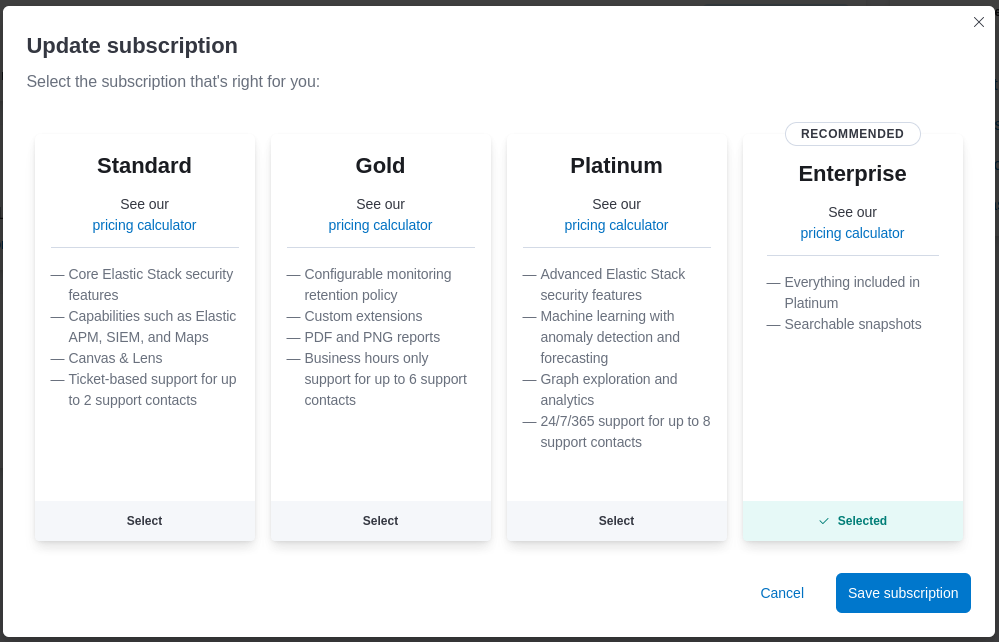 Update subscription
Select the subscription that's right for you:
Standard
See our
pricing calculator
— Core Elastic Stack security
features
— Capabilities such as Elastic
APM, SIEM, and Maps
— Canvas & Lens
— Ticket-based support for up
to 2 support contacts
Select
Gold
See our
pricing calculator
— Configurable monitoring
retention policy
— Custom extensions
— PDF and PNG reports
— Business hours only
support for up to 6 support
contacts
Select
Platinum
See our
pricing calculator
— Advanced Elastic Stack
security features
— Machine learning with
anomaly detection and
forecasting
— Graph exploration and
analytics
— 24/7/365 support for up to 8
support contacts
Select
RECOMMENDED
Enterprise
See our
pricing calculator
— Everything included in
Platinum
— Searchable snapshots
Selected
Cancel
Save subscription